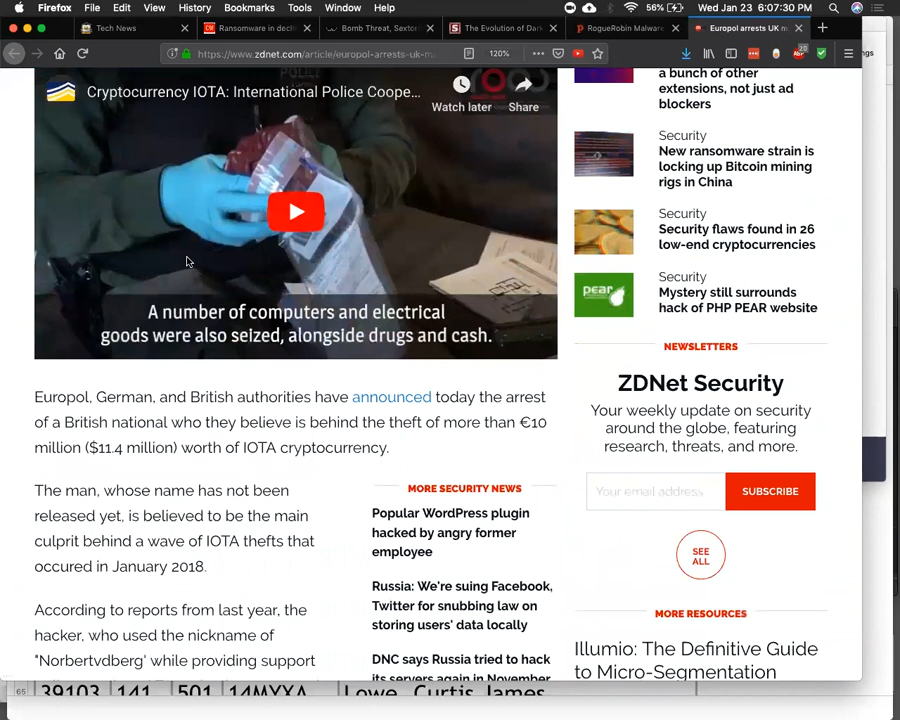 Firefox File Edit View History Bookmarks Tools Window Help 56% Wed Jan 23 6:07:30 PM
Tech News
Ransomware in decli
Bomb Threat, Sextor
The Evolution of Dark
RogueRobin Malware
Europol arrests UK m
https://www.zdnet.com/article/europol-arrests-uk-m
120%
20
ngs
POLICE
Cryptocurrency IOTA: International Police Coope...
Watch later
Share
A number of computers and electrical
goods were also seized, alongside drugs and cash.
Europol, German, and British authorities have announced today the arrest
of a British national who they believe is behind the theft of more than €10
million ($11.4 million) worth of IOTA cryptocurrency.
The man, whose name has not been
released yet, is believed to be the main
culprit behind a wave of IOTA thefts that
occured in January 2018.
According to reports from last year, the
hacker, who used the nickname of
"Norbertvdberg' while providing support
MORE SECURITY NEWS
Popular WordPress plugin
hacked by angry former
employee
Russia: We're suing Facebook,
Twitter for snubbing law on
storing users' data locally
DNC says Russia tried to hack
its servers again in November
a bunch of other
extensions, not just ad
blockers
Security
New ransomware strain is
locking up Bitcoin mining
rigs in China
Security
Security flaws found in 26
low-end cryptocurrencies
pear
Security
Mystery still surrounds
hack of PHP PEAR website
NEWSLETTERS
ZDNet Security
Your weekly update on security
around the globe, featuring
research, threats, and more.
Your email address
SUBSCRIBE
SEE
ALL
MORE RESOURCES
Illumio: The Definitive Guide
to Micro-Segmentation
65 39103 141 501 14MYXA Lowe, Curtis James